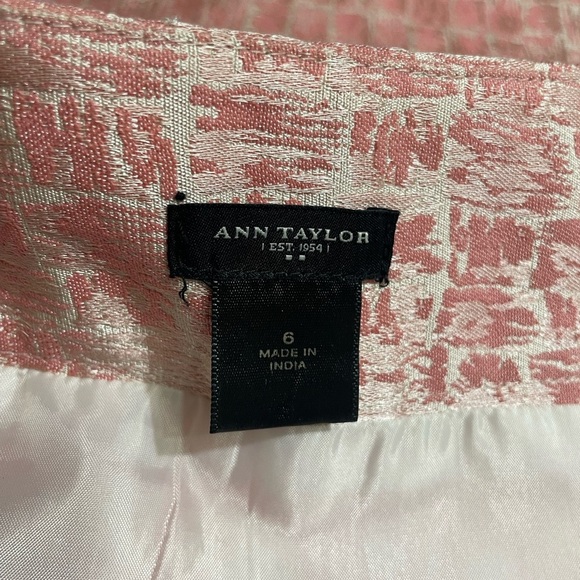 ANN TAYLOR
| EST. 1954 |
6
MADE IN
INDIA